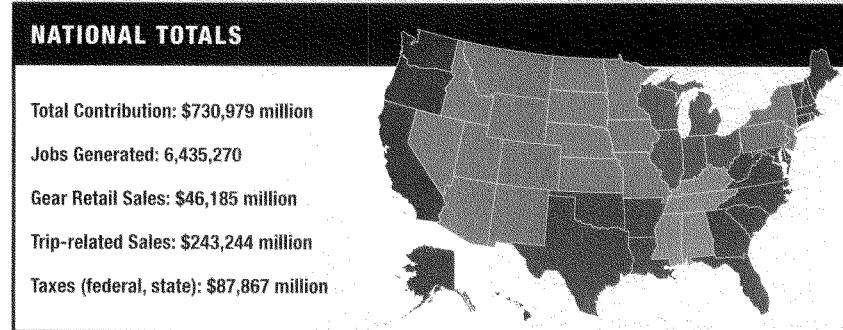 NATIONAL TOTALS
Total Contribution: $730,979 million
Jobs Generated: 6,435,270
Gear Retail Sales: $46,185 million
Trip-related Sales: $243,244 million
Taxes (federal, state): $87,867 million